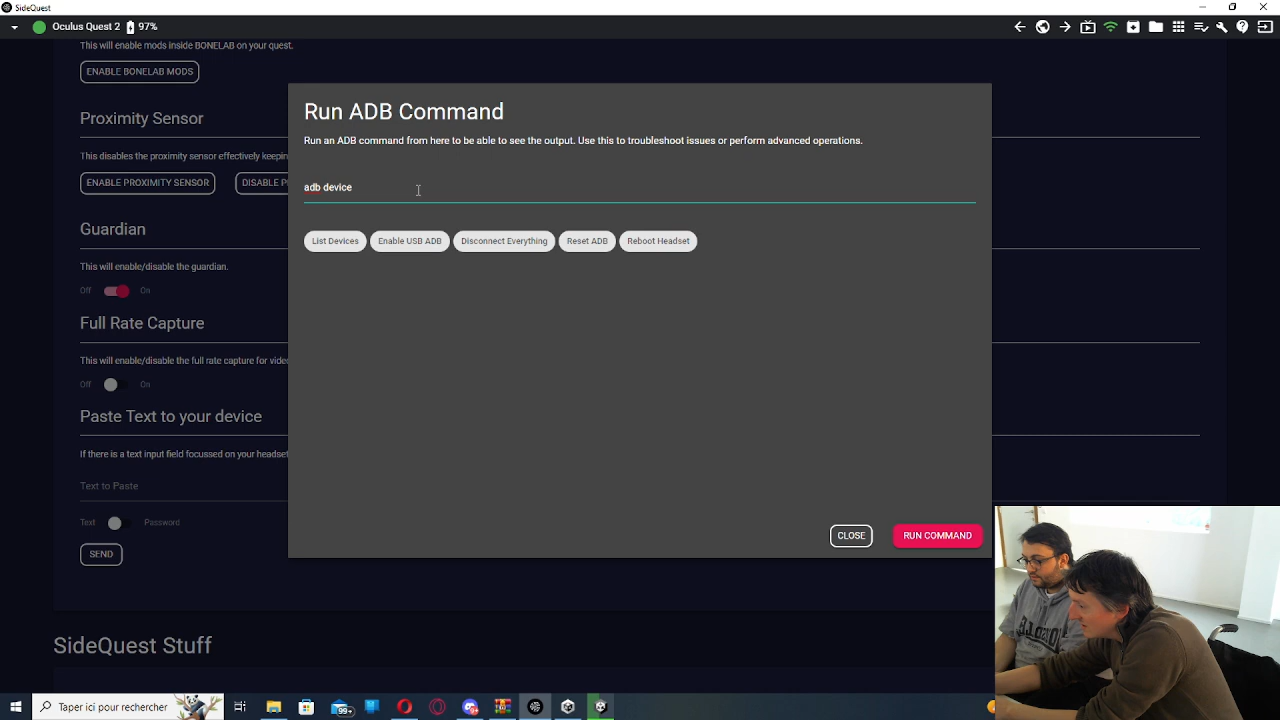 SideQuest
Oculus Quest 2 97%
This will enable mods inside BONELAB on your quest.
ENABLE BONELAB MODS
Proximity Sensor
This disables the proximity sensor effectively keepin
ENABLE PROXIMITY SENSOR
DISABLE P
Guardian
This will enable/disable the guardian.
Off On
Full Rate Capture
This will enable/disable the full rate capture for video
Off On
Paste Text to your device
If there is a text input field focussed on your headset
Text to Paste
Text Password
SEND
SideQuest Stuff
Run ADB Command
Run an ADB command from here to be able to see the output. Use this to troubleshoot issues or perform advanced operations.
adb device
List Devices
Enable USB ADB
Disconnect Everything
Reset ADB
Reboot Headset
CLOSE
RUN COMMAND
Taper ici pour rechercher
99+